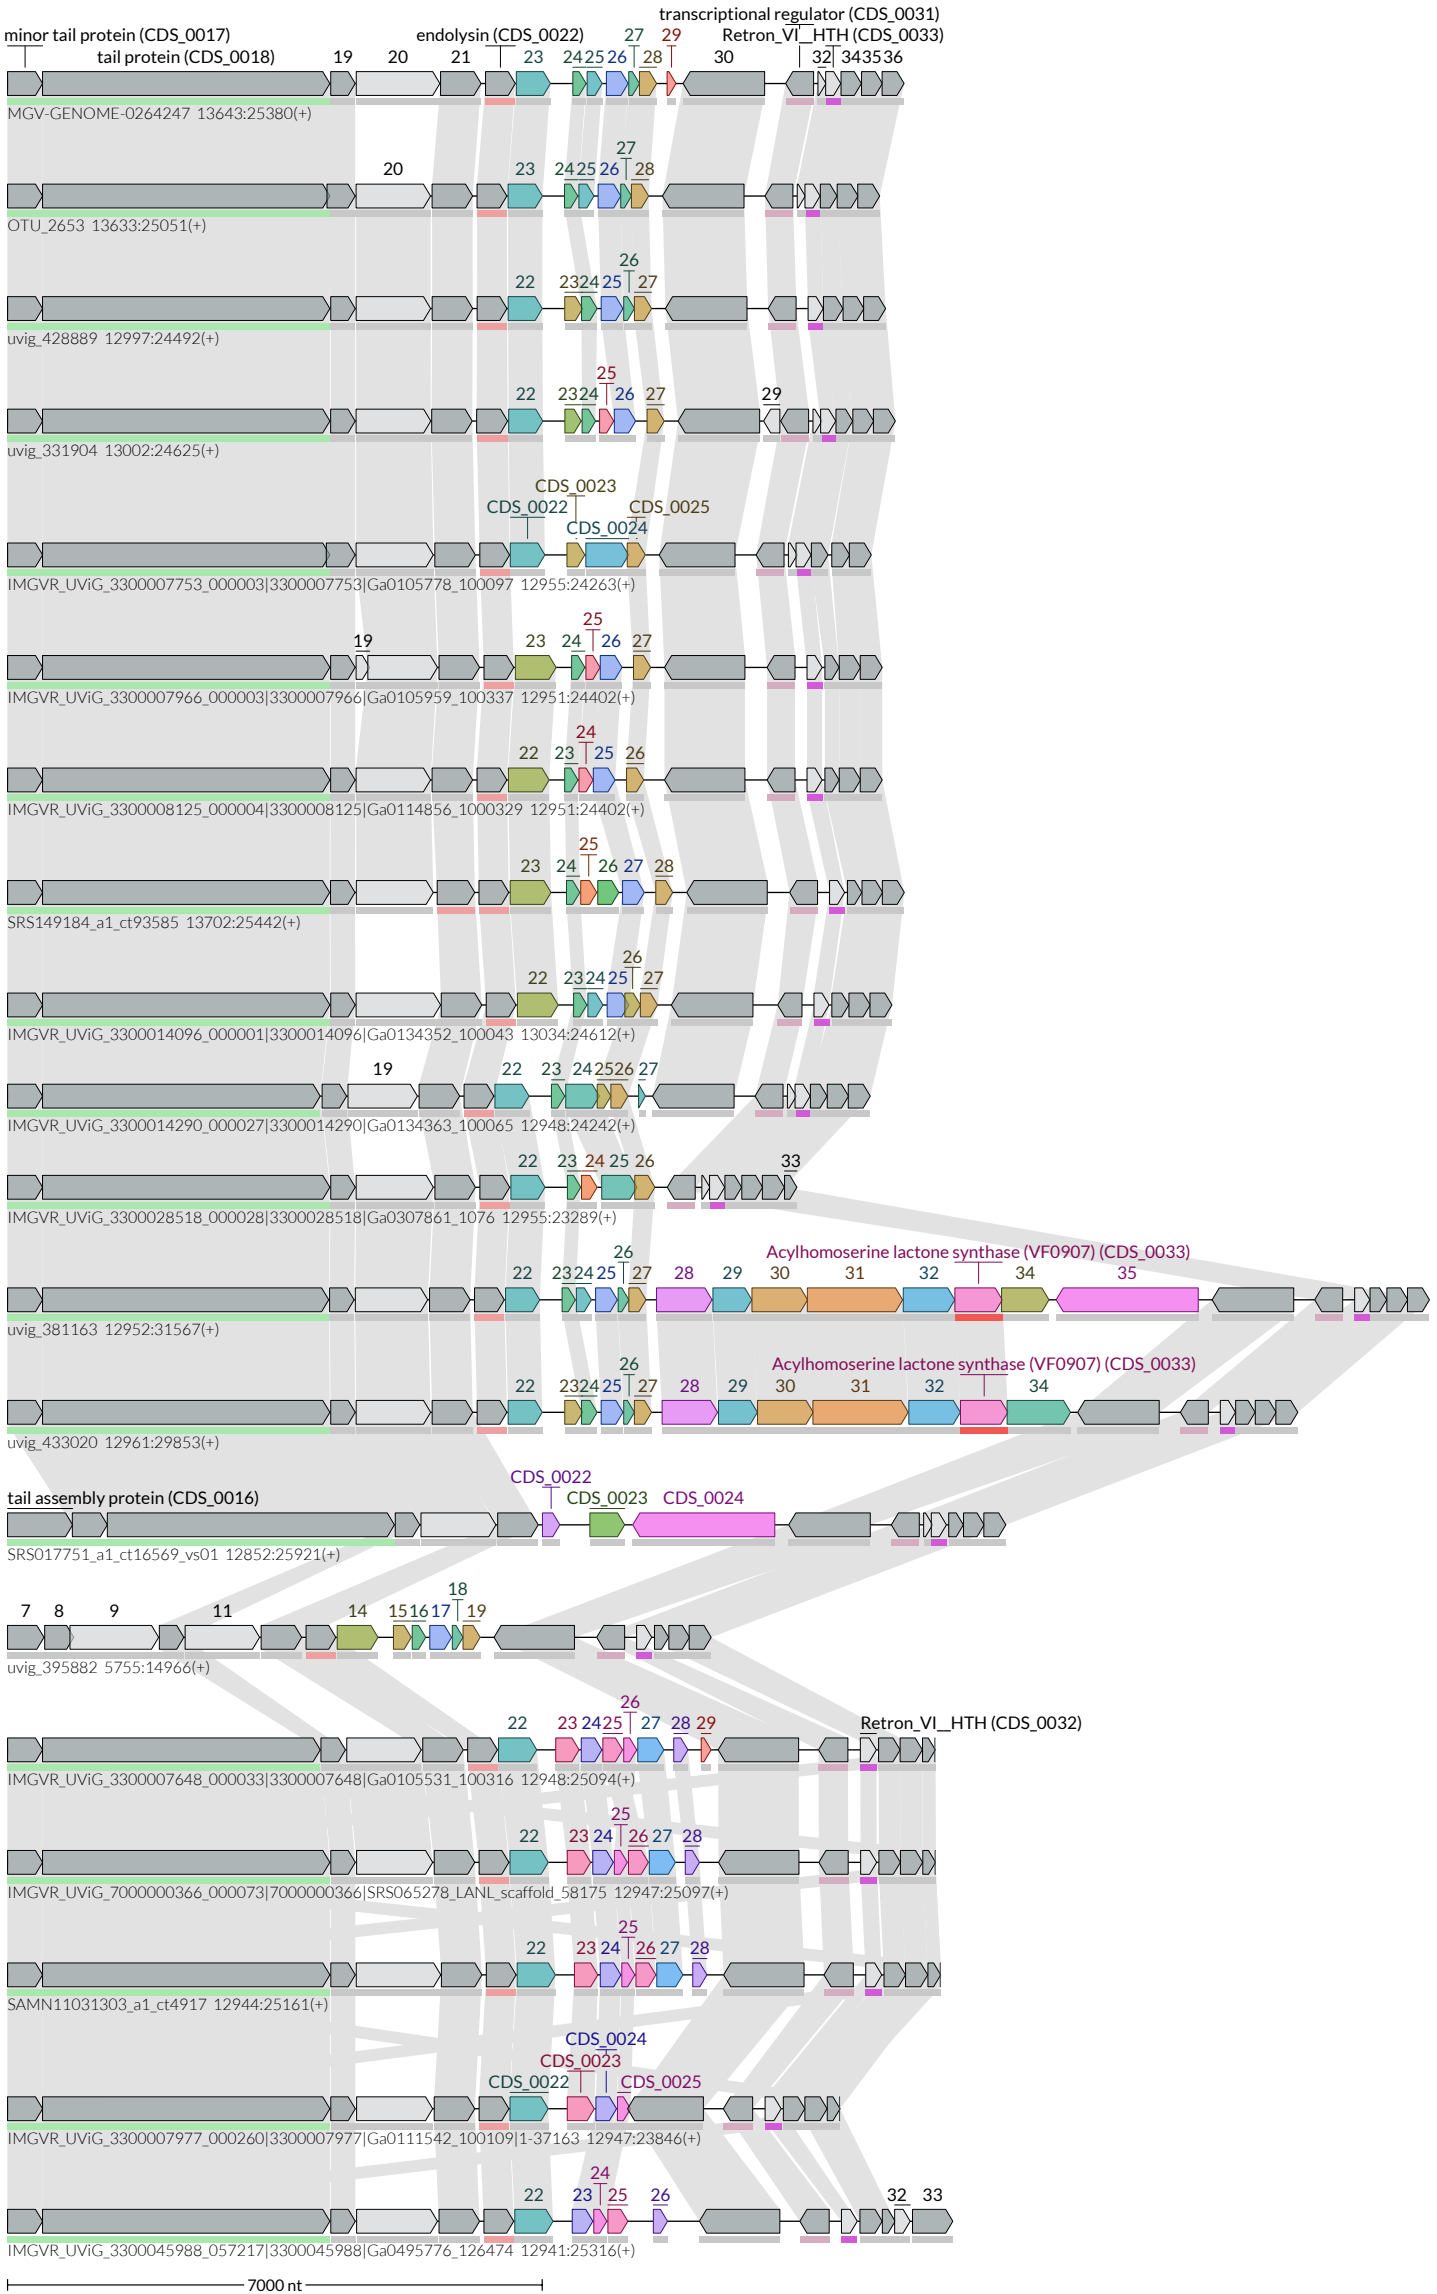 transcriptional regulator (CDS_0031)
minor tail protein (CDS_0017) endolysin (CDS_0022) 27 29 Retron_VI__HTH (CDS_0033)
tail protein (CDS_0018) 19 20 21 23 24 25 26 28 30 32 34 35 36
MGV-GENOME-0264247 13643:25380(+)
27
20 23 24 25 26 28
OTU_2653 13633:25051(+)
26
22 23 24 25 27
uvig_428889 12997:24492(+)
25
22 23 24 26 27 29
uvig_331904 13002:24625(+)
CDS_0023
CDS_0022 CDS_0025
CDS_0024
IMGVR_UViG_3300007753_000003|3300007753|Ga0105778_100097 12955:24263(+)
25
19 23 24 26 27
IMGVR_UViG_3300007966_000003|3300007966|Ga0105959_100337 12951:24402(+)
24
22 23 25 26
IMGVR_UViG_3300008125_000004|3300008125|Ga0114856_1000329 12951:24402(+)
25
23 24 26 27 28
SRS149184_a1_ct93585 13702:25442(+)
26
22 23 24 25 27
IMGVR_UViG_3300014096_000001|3300014096|Ga0134352_100043 13034:24612(+)
19 22 23 24 25 26 27
IMGVR_UViG_3300014290_000027|3300014290|Ga0134363_100065 12948:24242(+)
22 23 24 25 26 33
IMGVR_UViG_3300028518_000028|3300028518|Ga0307861_1076 12955:23289(+)
26 Acylhomoserine lactone synthase (VF0907) (CDS_0033)
22 23 24 25 27 28 29 30 31 32 34 35
uvig_381163 12952:31567(+)
26 Acylhomoserine lactone synthase (VF0907) (CDS_0033)
22 23 24 25 27 28 29 30 31 32 34
uvig_433020 12961:29853(+)
CDS_0022
tail assembly protein (CDS_0016) CDS_0023 CDS_0024
SRS017751_a1_ct16569_vs01 12852:25921(+)
18
7 8 9 11 14 15 16 17 19
uvig_395882 5755:14966(+)
26
22 23 24 25 27 28 29 Retron_VI__HTH (CDS_0032)
IMGVR_UViG_3300007648_000033|3300007648|Ga0105531_100316 12948:25094(+)
25
22 23 24 26 27 28
IMGVR_UViG_7000000366_000073|7000000366|SRS065278_LANL_scaffold_58175 12947:25097(+)
25
22 23 24 26 27 28
SAMN11031303_a1_ct4917 12944:25161(+)
CDS_0024
CDS_0023
CDS_0022 CDS_0025
IMGVR_UViG_3300007977_000260|3300007977|Ga0111542_100109|1-37163 12947:23846(+)
24
22 23 25 26 32 33
IMGVR_UViG_3300045988_057217|3300045988|Ga0495776_126474 12941:25316(+)
7000 nt